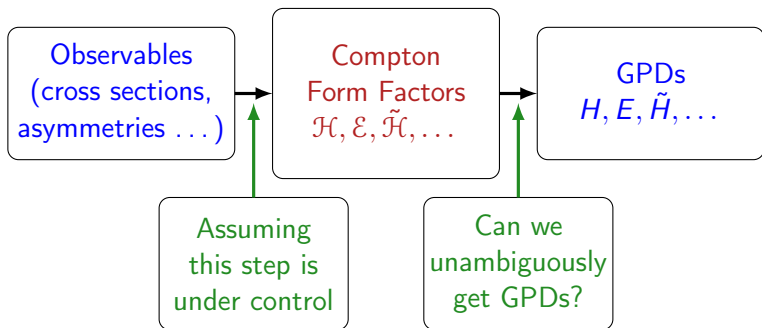 Observables
(cross sections,
asymmetries ...)
Compton
Form Factors
ℋ, ℰ, ℋ̃, ...
GPDs
H, E, H̃, ...
Assuming
this step is
under control
Can we
unambiguously
get GPDs?